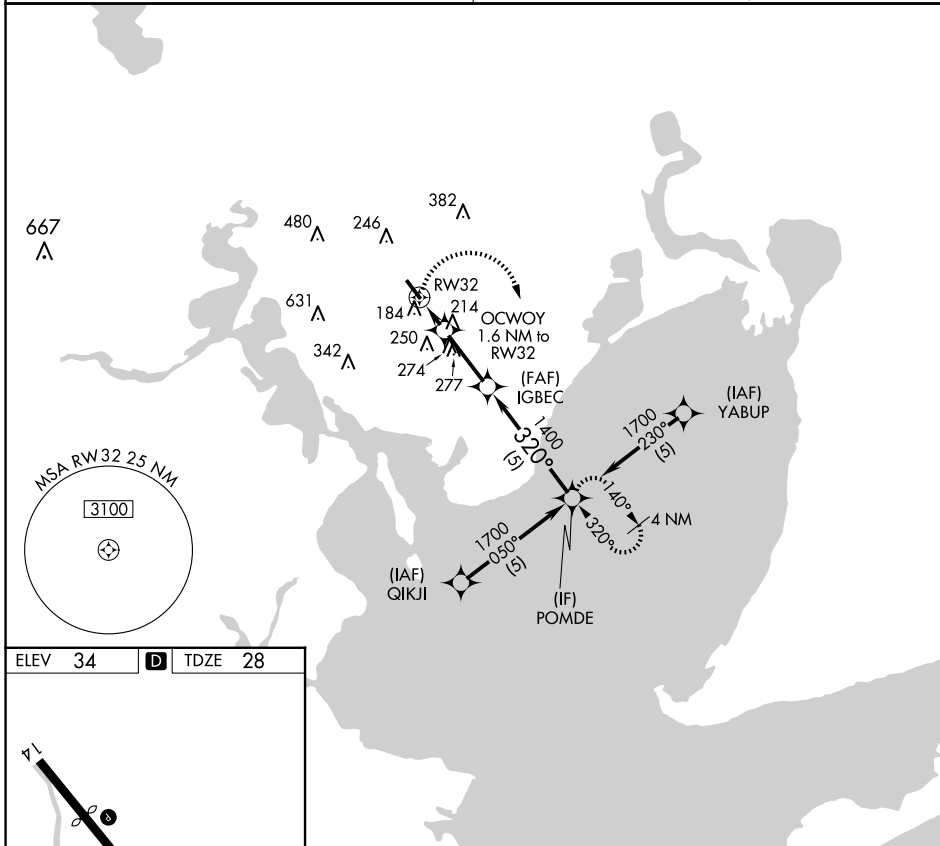 382
480
246
667
RW32
631
184
214
OCWOY
1.6 NM to
RW32
250
342
274
277
(FAF)
IGBEC
(IAF)
YABUP
1700
230°
(5)
1400
320°
(5)
MSA RW32 25 NM
3100
140°
4 NM
320°
1700
050°
(5)
(IAF)
QIKJI
(IF)
POMDE
ELEV 34 D TDZE 28
14
P